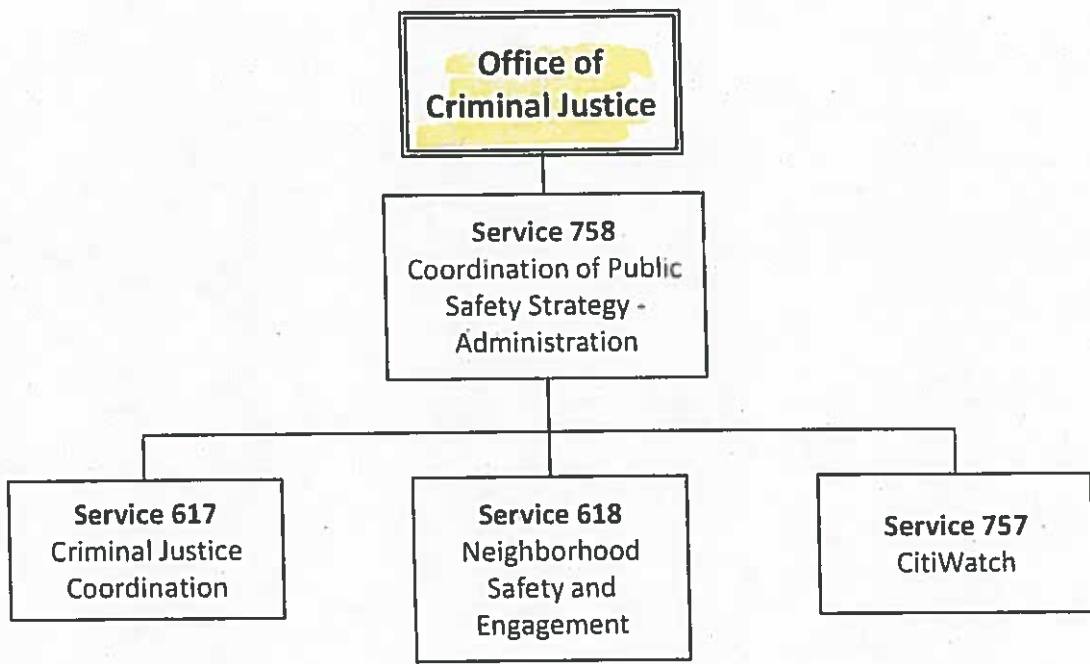 Office of
Criminal Justice
Service 758
Coordination of Public
Safety Strategy -
Administration
Service 617
Criminal Justice
Coordination
Service 618
Neighborhood
Safety and
Engagement
Service 757
CitiWatch